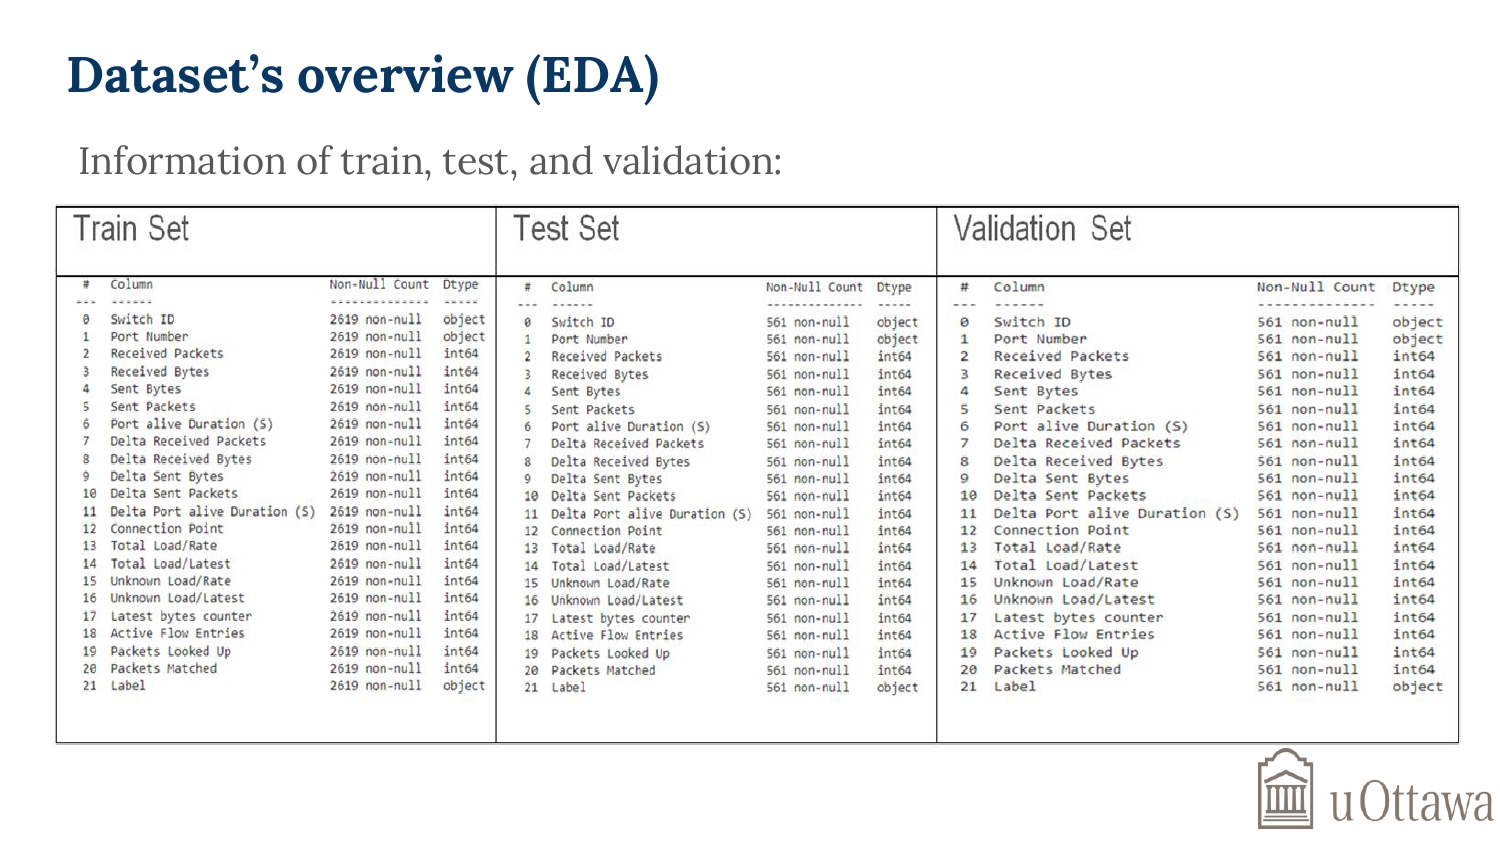 Dataset’s overview (EDA)
Information of train, test, and validation:
Train Set
# Column Non-Null Count Dtype
--- ------ -------------- -----
0 Switch ID 2619 non-null object
1 Port Number 2619 non-null object
2 Received Packets 2619 non-null int64
3 Received Bytes 2619 non-null int64
4 Sent Bytes 2619 non-null int64
5 Sent Packets 2619 non-null int64
6 Port alive Duration (S) 2619 non-null int64
7 Delta Received Packets 2619 non-null int64
8 Delta Received Bytes 2619 non-null int64
9 Delta Sent Bytes 2619 non-null int64
10 Delta Sent Packets 2619 non-null int64
11 Delta Port alive Duration (S) 2619 non-null int64
12 Connection Point 2619 non-null int64
13 Total Load/Rate 2619 non-null int64
14 Total Load/Latest 2619 non-null int64
15 Unknown Load/Rate 2619 non-null int64
16 Unknown Load/Latest 2619 non-null int64
17 Latest bytes counter 2619 non-null int64
18 Active Flow Entries 2619 non-null int64
19 Packets Looked Up 2619 non-null int64
20 Packets Matched 2619 non-null int64
21 Label 2619 non-null object
Test Set
# Column Non-Null Count Dtype
--- ------ -------------- -----
0 Switch ID 561 non-null object
1 Port Number 561 non-null object
2 Received Packets 561 non-null int64
3 Received Bytes 561 non-null int64
4 Sent Bytes 561 non-null int64
5 Sent Packets 561 non-null int64
6 Port alive Duration (S) 561 non-null int64
7 Delta Received Packets 561 non-null int64
8 Delta Received Bytes 561 non-null int64
9 Delta Sent Bytes 561 non-null int64
10 Delta Sent Packets 561 non-null int64
11 Delta Port alive Duration (S) 561 non-null int64
12 Connection Point 561 non-null int64
13 Total Load/Rate 561 non-null int64
14 Total Load/Latest 561 non-null int64
15 Unknown Load/Rate 561 non-null int64
16 Unknown Load/Latest 561 non-null int64
17 Latest bytes counter 561 non-null int64
18 Active Flow Entries 561 non-null int64
19 Packets Looked Up 561 non-null int64
20 Packets Matched 561 non-null int64
21 Label 561 non-null object
Validation Set
# Column Non-Null Count Dtype
--- ------ -------------- -----
0 Switch ID 561 non-null object
1 Port Number 561 non-null object
2 Received Packets 561 non-null int64
3 Received Bytes 561 non-null int64
4 Sent Bytes 561 non-null int64
5 Sent Packets 561 non-null int64
6 Port alive Duration (S) 561 non-null int64
7 Delta Received Packets 561 non-null int64
8 Delta Received Bytes 561 non-null int64
9 Delta Sent Bytes 561 non-null int64
10 Delta Sent Packets 561 non-null int64
11 Delta Port alive Duration (S) 561 non-null int64
12 Connection Point 561 non-null int64
13 Total Load/Rate 561 non-null int64
14 Total Load/Latest 561 non-null int64
15 Unknown Load/Rate 561 non-null int64
16 Unknown Load/Latest 561 non-null int64
17 Latest bytes counter 561 non-null int64
18 Active Flow Entries 561 non-null int64
19 Packets Looked Up 561 non-null int64
20 Packets Matched 561 non-null int64
21 Label 561 non-null object
uOttawa